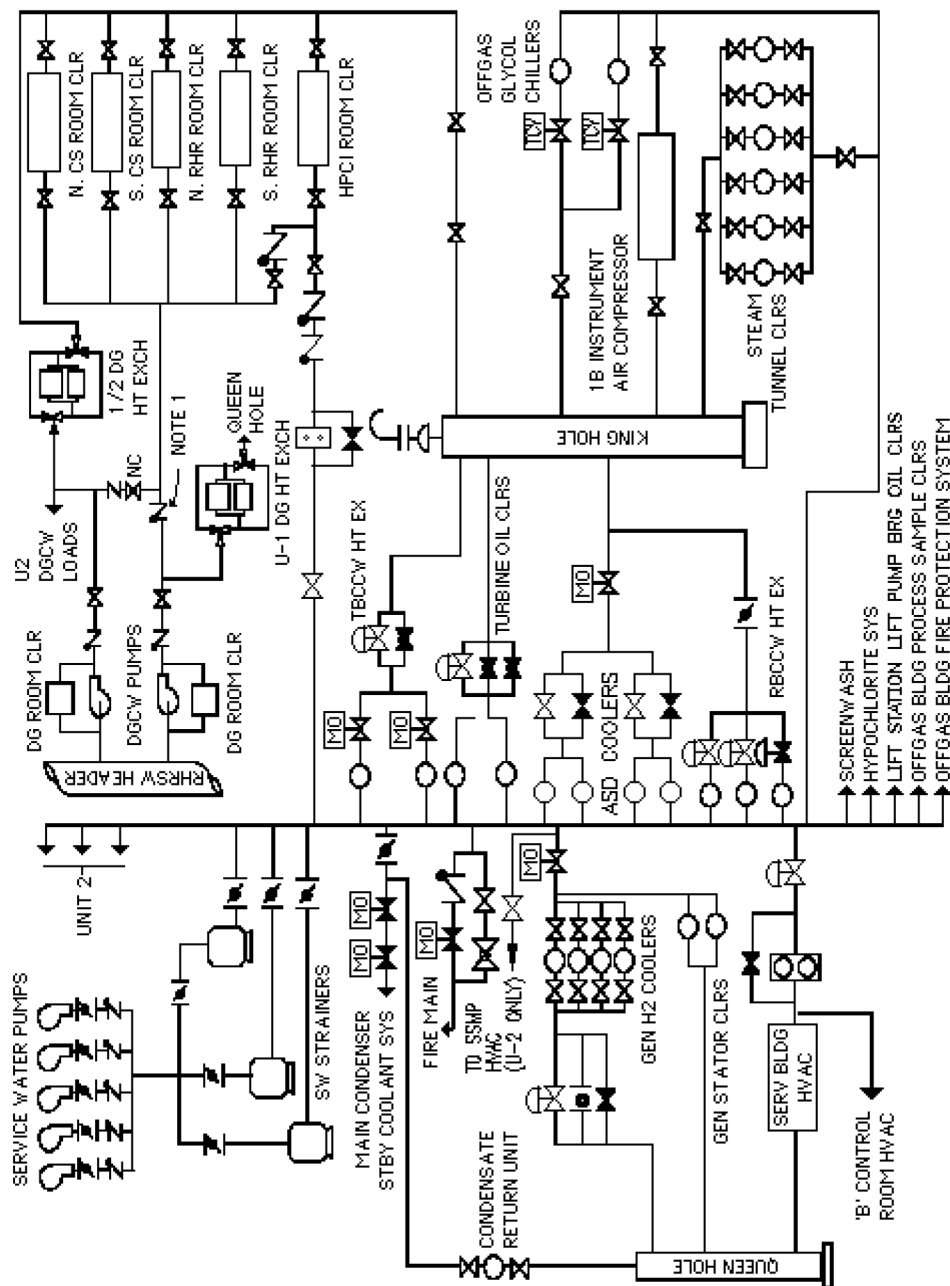 SERVICE WATER PUMPS
UNIT 2
SW STRAINERS
MAIN CONDENSER
STBY COOLANT SYS
MO
MO
CONDENSATE
RETURN UNIT
FIRE MAIN
MO
TO SSMP
HVAC
(U-2 ONLY)
MO
GEN H2 COOLERS
GEN STATOR CLRS
SERV BLDG
HVAC
'B' CONTROL
ROOM HVAC
QUEEN HOLE
RHRSW HEADER
DG ROOM CLR
DGCW PUMPS
DG ROOM CLR
U2
DGCW
LOADS
NC
NOTE 1
1/2 DG
HT EXCH
QUEEN
HOLE
U-1 DG HT EXCH
N. CS ROOM CLR
S. CS ROOM CLR
N. RHR ROOM CLR
S. RHR ROOM CLR
HPCI ROOM CLR
MO
MO
TBCCW HT EX
TURBINE OIL CLRS
KING HOLE
ASD COOLERS
MO
RBCCW HT EX
OFFGAS
GLYCOL
CHILLERS
TCV
TCV
1B INSTRUMENT
AIR COMPRESSOR
STEAM
TUNNEL CLRS
SCREENWASH
HYPOCHLORITE SYS
LIFT STATION LIFT PUMP BRG OIL CLRS
OFFGAS BLDG PROCESS SAMPLE CLRS
OFFGAS BLDG FIRE PROTECTION SYSTEM